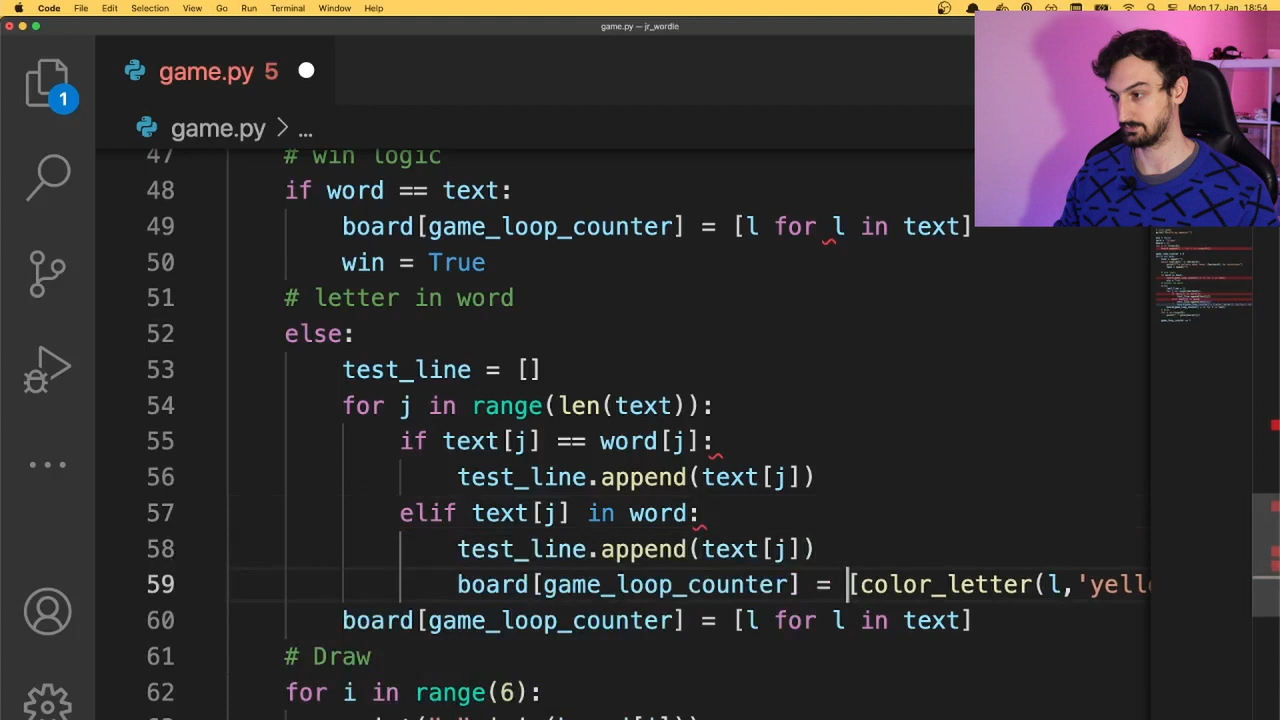 Code File Edit Selection View Go Run Terminal Window Help Mon 17. Jan 18:54
game.py — jr_wordle
game.py 5
1
game.py > ...
47 # win logic
48 if word == text:
49 board[game_loop_counter] = [l for l in text]
50 win = True
51 # letter in word
52 else:
53 test_line = []
54 for j in range(len(text)):
55 if text[j] == word[j]:
56 test_line.append(text[j])
57 elif text[j] in word:
58 test_line.append(text[j])
59 board[game_loop_counter] = [color_letter(l,'yell
60 board[game_loop_counter] = [l for l in text]
61 # Draw
62 for i in range(6):